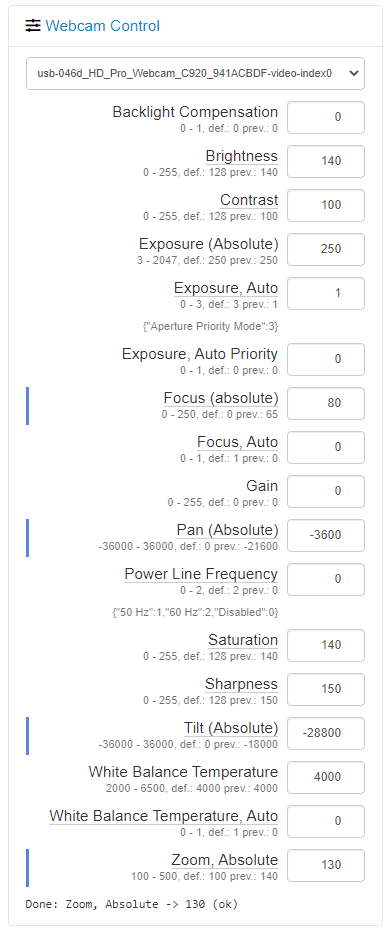 Webcam Control
usb-046d_HD_Pro_Webcam_C920_941ACBDF-video-index0
Backlight Compensation 0
0 - 1, def.: 0 prev.: 0
Brightness 140
0 - 255, def.: 128 prev.: 140
Contrast 100
0 - 255, def.: 128 prev.: 100
Exposure (Absolute) 250
3 - 2047, def.: 250 prev.: 250
Exposure, Auto 1
0 - 3, def.: 3 prev.: 1
{"Aperture Priority Mode":3}
Exposure, Auto Priority 0
0 - 1, def.: 0 prev.: 0
Focus (absolute) 80
0 - 250, def.: 0 prev.: 65
Focus, Auto 0
0 - 1, def.: 1 prev.: 0
Gain 0
0 - 255, def.: 0 prev.: 0
Pan (Absolute) -3600
-36000 - 36000, def.: 0 prev.: -21600
Power Line Frequency 0
0 - 2, def.: 2 prev.: 0
{"50 Hz":1,"60 Hz":2,"Disabled":0}
Saturation 140
0 - 255, def.: 128 prev.: 140
Sharpness 150
0 - 255, def.: 128 prev.: 150
Tilt (Absolute) -28800
-36000 - 36000, def.: 0 prev.: -18000
White Balance Temperature 4000
2000 - 6500, def.: 4000 prev.: 4000
White Balance Temperature, Auto 0
0 - 1, def.: 1 prev.: 0
Zoom, Absolute 130
100 - 500, def.: 100 prev.: 140
Done: Zoom, Absolute -> 130 (ok)